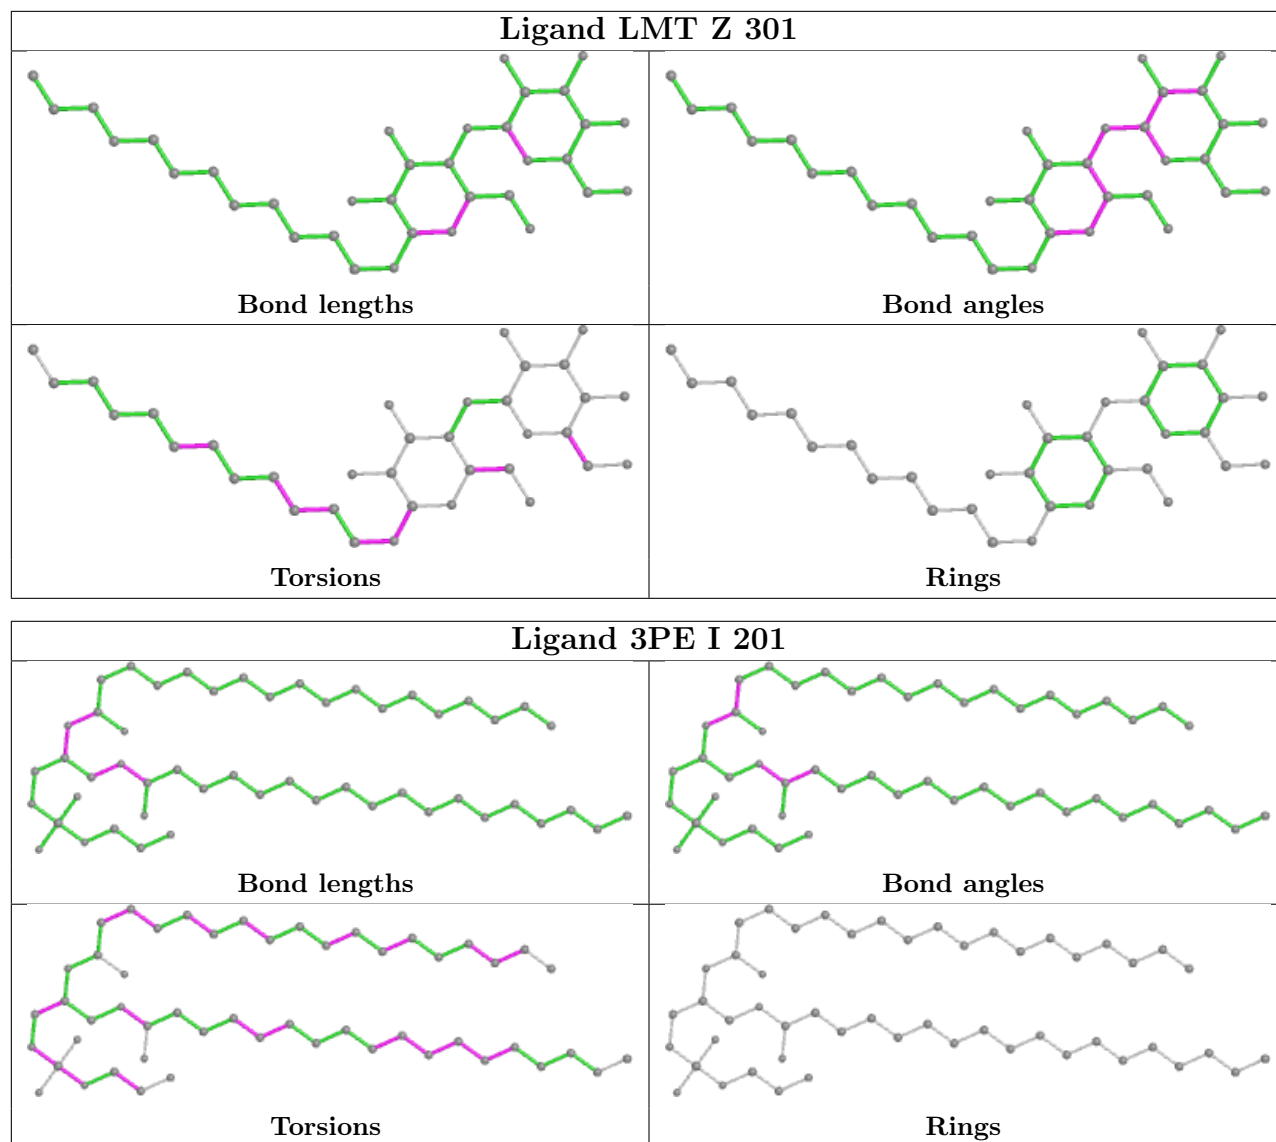 Ligand LMT Z 301
Bond lengths
Bond angles
Torsions
Rings
Ligand 3PE I 201
Bond lengths
Bond angles
Torsions
Rings